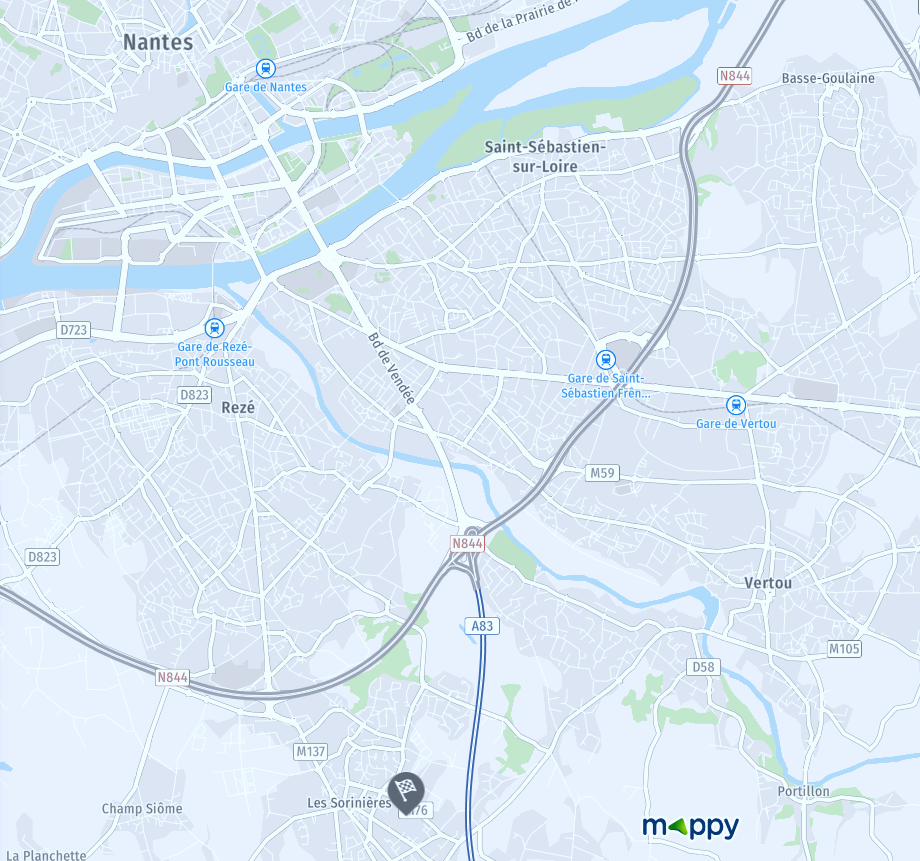 Bd de la Prairie de
Nantes
Gare de Nantes
N844
Basse-Goulaine
Saint-Sébastien-
sur-Loire
D723
Gare de Rezé-
Pont Rousseau
Bd de Vendée
Gare de Saint-
Sébastien Frên...
D823
Rezé
Gare de Vertou
M59
N844
D823
Vertou
A83
M105
D58
N844
M137
Les Sorinières
Champ Siôme
Portillon
mappy
La Planchette